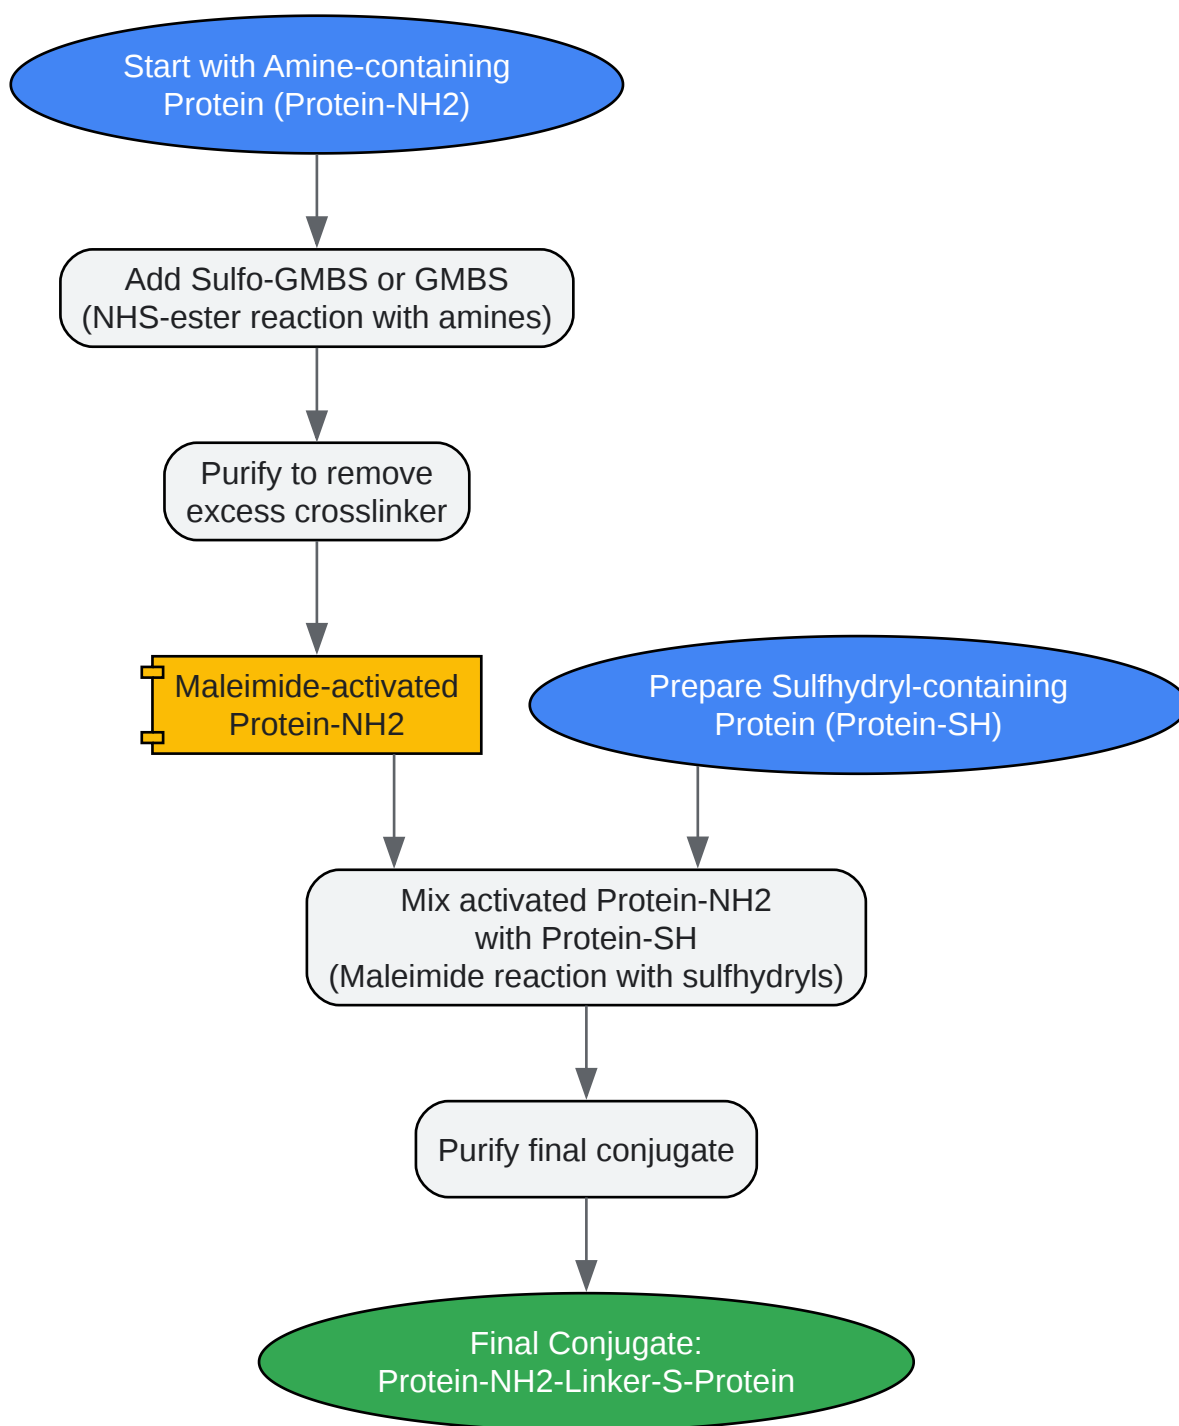 Start with Amine-containing
Protein (Protein-NH2)
Add Sulfo-GMBS or GMBS
(NHS-ester reaction with amines)
Purify to remove
excess crosslinker
Maleimide-activated
Protein-NH2
Prepare Sulfhydryl-containing
Protein (Protein-SH)
Mix activated Protein-NH2
with Protein-SH
(Maleimide reaction with sulfhydryls)
Purify final conjugate
Final Conjugate:
Protein-NH2-Linker-S-Protein